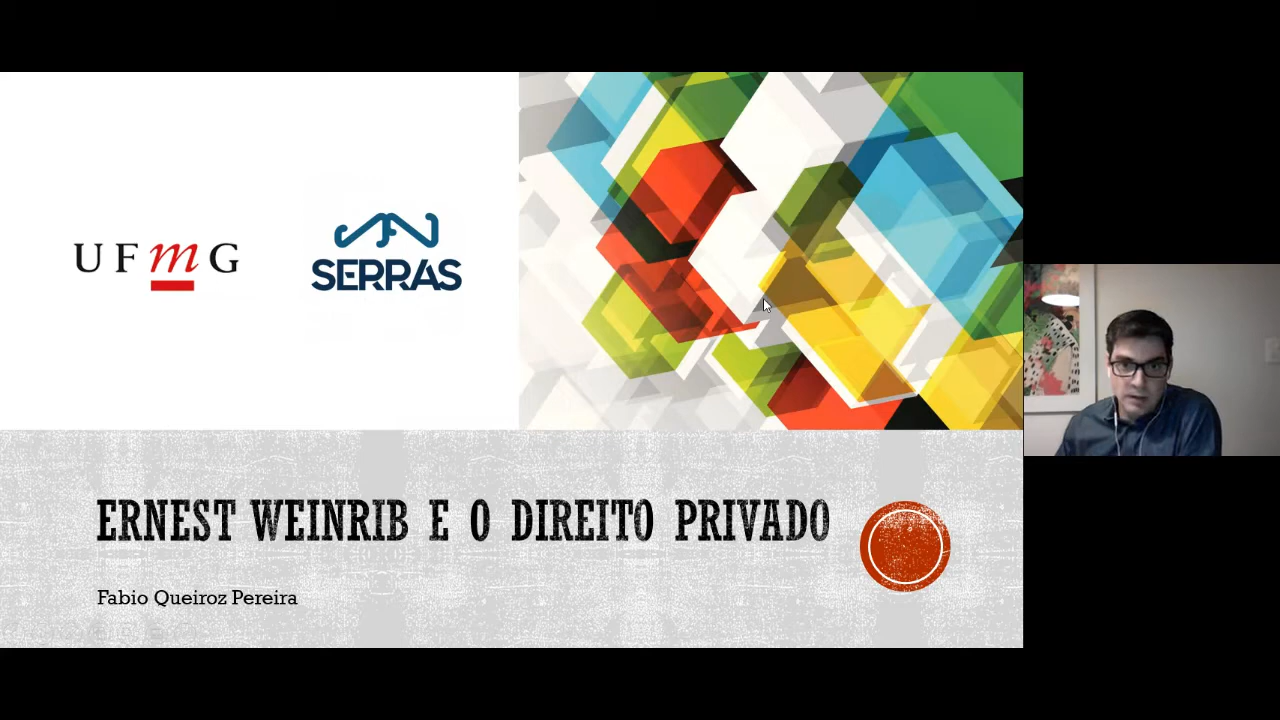 UFmG
SERRAS
ERNEST WEINRIB E O DIREITO PRIVADO
Fabio Queiroz Pereira